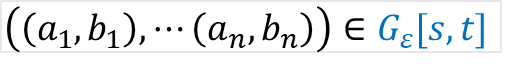 ((a₁, b₁), ⋯ (aₙ, bₙ)) ∈ G_ε[s, t]